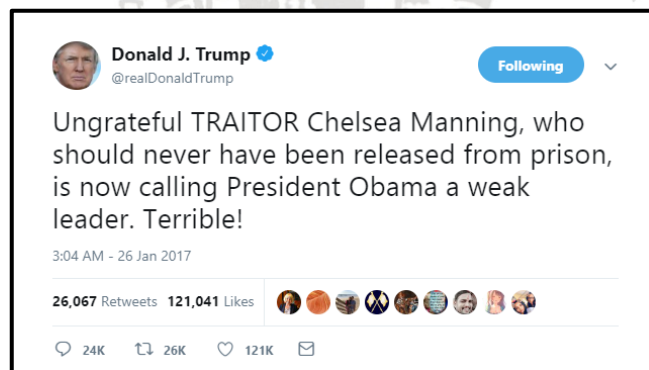 Donald J. Trump
@realDonaldTrump
Following
Ungrateful TRAITOR Chelsea Manning, who
should never have been released from prison,
is now calling President Obama a weak
leader. Terrible!
3:04 AM - 26 Jan 2017
26,067 Retweets 121,041 Likes
24K 26K 121K